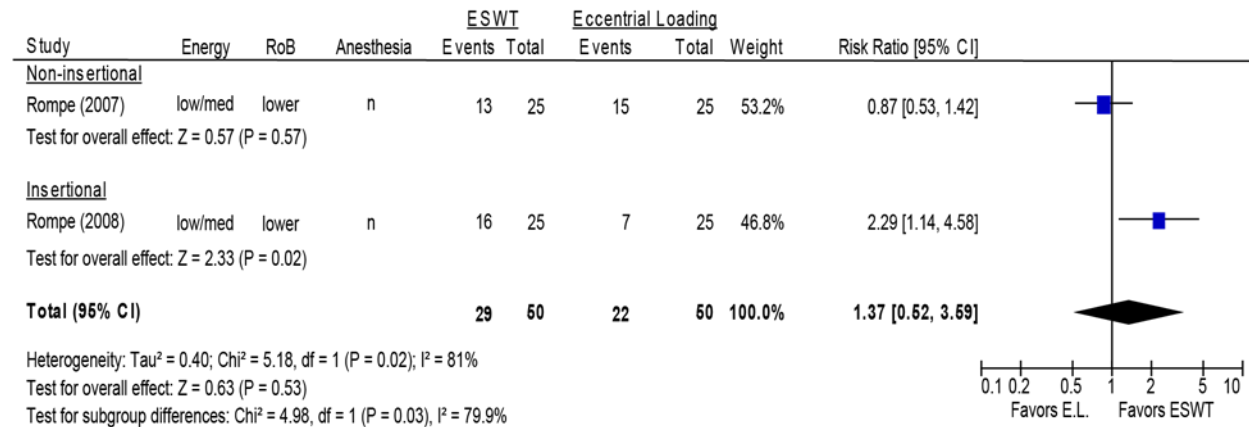 ESWT Eccentrial Loading
Study Energy RoB Anesthesia Events Total Events Total Weight Risk Ratio [95% CI]
Non-insertional
Rompe (2007) low/med lower n 13 25 15 25 53.2% 0.87 [0.53, 1.42]
Test for overall effect: Z = 0.57 (P = 0.57)
Insertional
Rompe (2008) low/med lower n 16 25 7 25 46.8% 2.29 [1.14, 4.58]
Test for overall effect: Z = 2.33 (P = 0.02)
Total (95% CI) 29 50 22 50 100.0% 1.37 [0.52, 3.59]
Heterogeneity: Tau² = 0.40; Chi² = 5.18, df = 1 (P = 0.02); I² = 81%
Test for overall effect: Z = 0.63 (P = 0.53)
Test for subgroup differences: Chi² = 4.98, df = 1 (P = 0.03), I² = 79.9%
0.1 0.2 0.5 1 2 5 10
Favors E.L. Favors ESWT